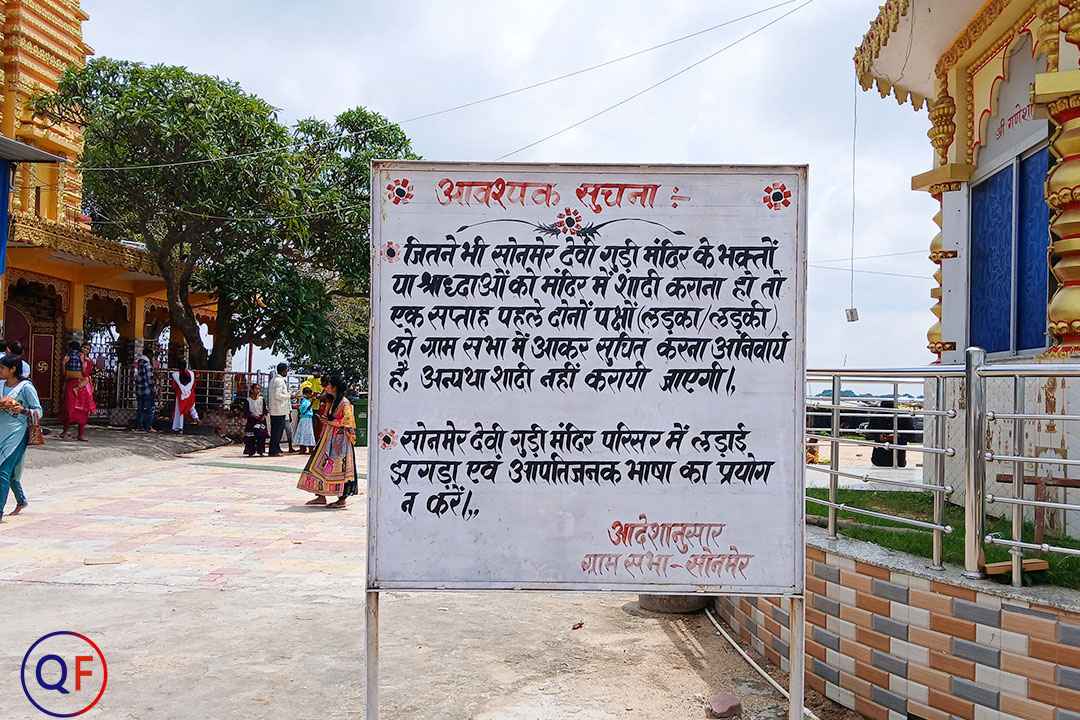 आवश्यक सुचना :-
जितने भी सोनमेर देवी गुड़ी मंदिर के भक्तों
या श्राध्दाओं को मंदिर में शादी कराना हो तो
एक सप्ताह पहले दोनों पक्षों (लड़का/लड़की)
को ग्राम सभा में आकर सुचित करना अनिवार्य
है, अन्यथा शादी नहीं करायी जाएगी।,
सोनमेर देवी गुड़ी मंदिर परिसर में लड़ाई
झगड़ा एवं आपतिजनक भाषा का प्रयोग
न करें।,,
आदेशानुसार
ग्राम सभा - सोनमेर
श्री गणेशा
QF